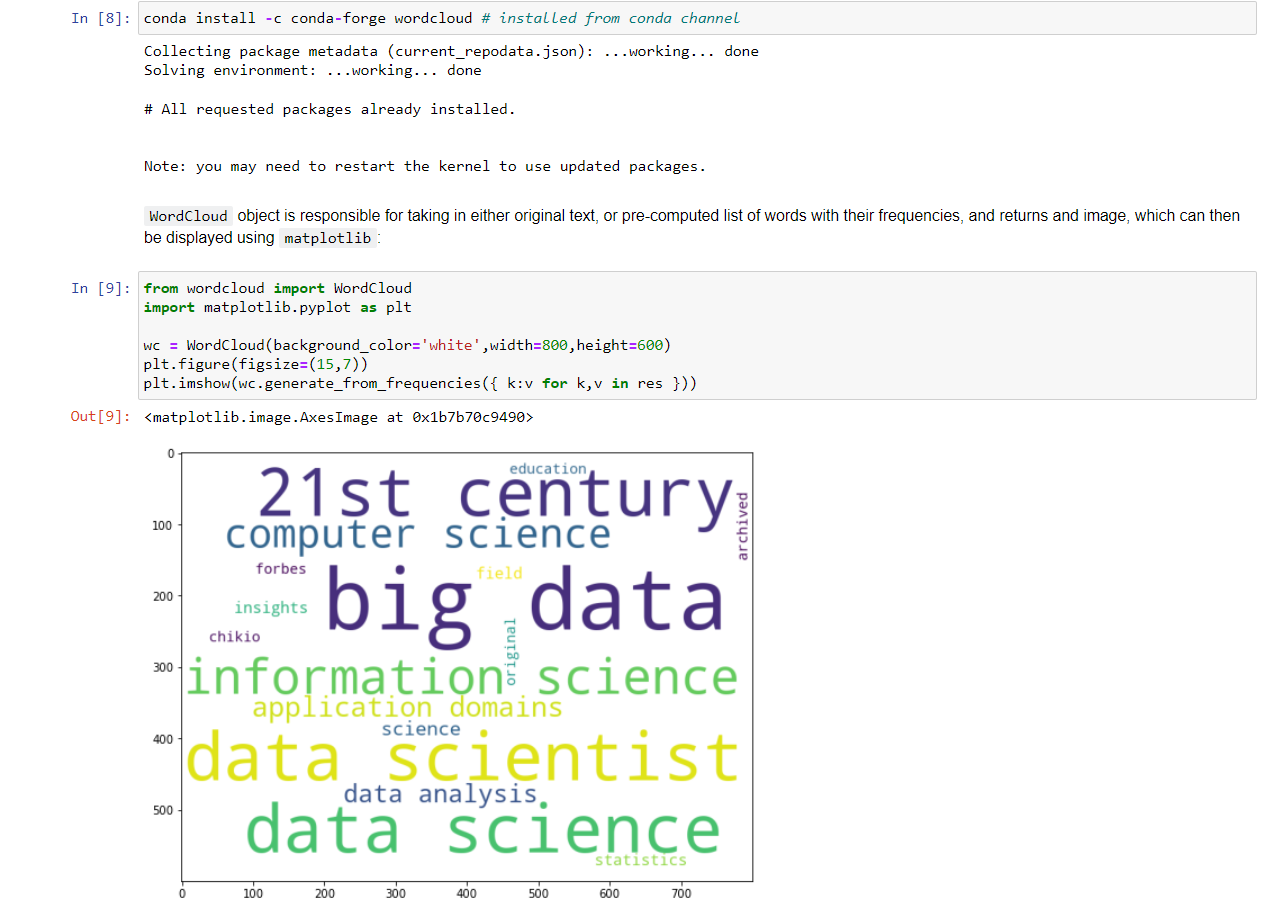 In [8]: conda install -c conda-forge wordcloud # installed from conda channel
Collecting package metadata (current_repodata.json): ...working... done
Solving environment: ...working... done
# All requested packages already installed.
Note: you may need to restart the kernel to use updated packages.
WordCloud object is responsible for taking in either original text, or pre-computed list of words with their frequencies, and returns and image, which can then
be displayed using matplotlib :
In [9]: from wordcloud import WordCloud
import matplotlib.pyplot as plt
wc = WordCloud(background_color='white',width=800,height=600)
plt.figure(figsize=(15,7))
plt.imshow(wc.generate_from_frequencies({ k:v for k,v in res }))
Out[9]: <matplotlib.image.AxesImage at 0x1b7b70c9490>
0
education
21st century
archived
100
computer science
forbes
field
200
big data
insights
chikio
original
300
information science
application domains
science
400
data scientist
data analysis
500
data science
statistics
0 100 200 300 400 500 600 700